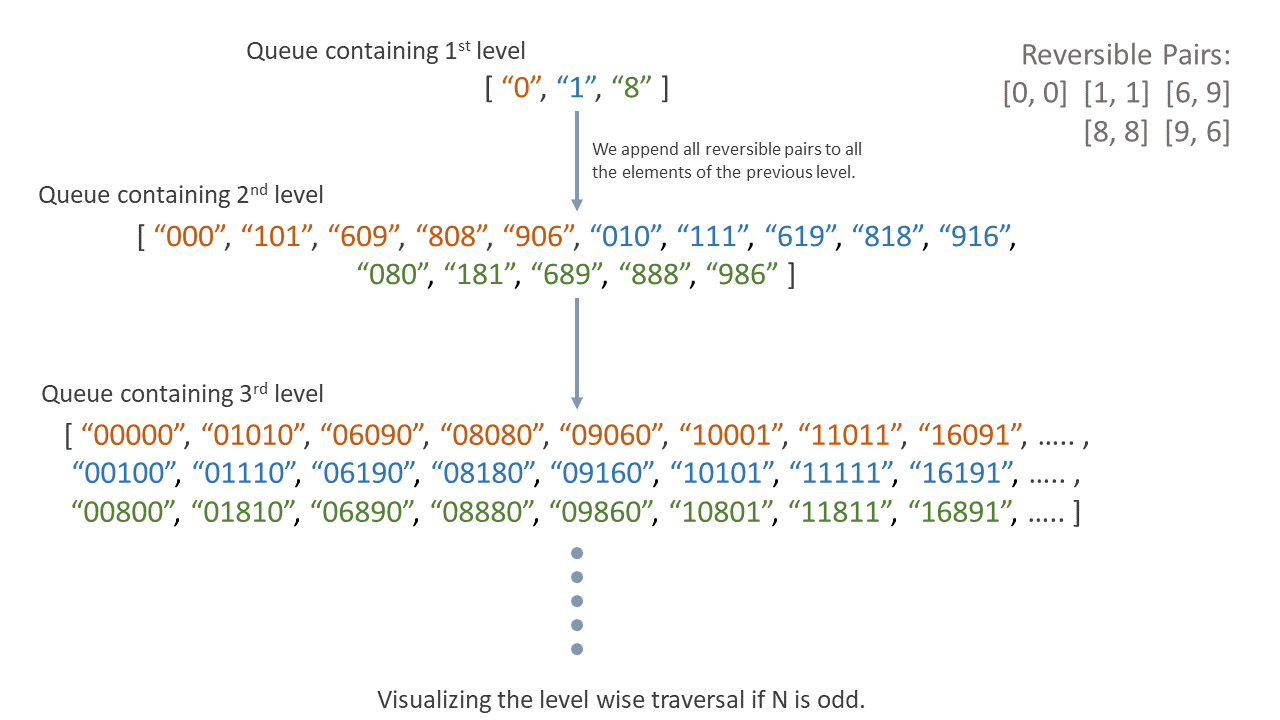 Queue containing 1st level
[ “0”, “1”, “8” ]
Reversible Pairs:
[0, 0] [1, 1] [6, 9]
[8, 8] [9, 6]
We append all reversible pairs to all
the elements of the previous level.
Queue containing 2nd level
[ “000”, “101”, “609”, “808”, “906”, “010”, “111”, “619”, “818”, “916”,
“080”, “181”, “689”, “888”, “986” ]
Queue containing 3rd level
[ “00000”, “01010”, “06090”, “08080”, “09060”, “10001”, “11011”, “16091”, ..... ,
“00100”, “01110”, “06190”, “08180”, “09160”, “10101”, “11111”, “16191”, ..... ,
“00800”, “01810”, “06890”, “08880”, “09860”, “10801”, “11811”, “16891”, ..... ]
Visualizing the level wise traversal if N is odd.